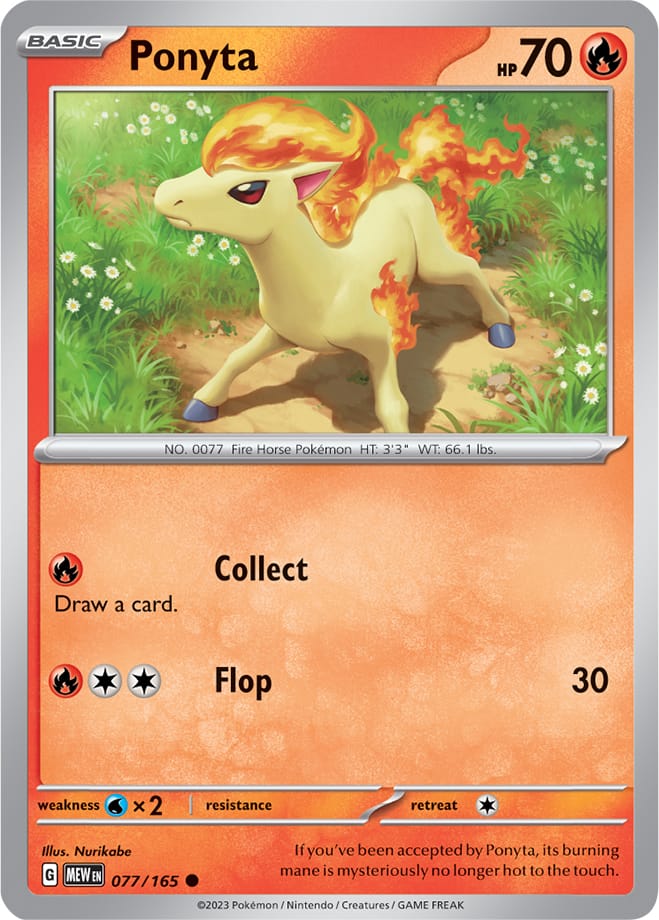 BASIC Ponyta HP 70
NO. 0077 Fire Horse Pokémon HT: 3'3" WT: 66.1 lbs.
Collect
Draw a card.
Flop 30
weakness ×2 resistance retreat
Illus. Nurikabe
If you've been accepted by Ponyta, its burning
mane is mysteriously no longer hot to the touch.
G MEW EN 077/165
©2023 Pokémon / Nintendo / Creatures / GAME FREAK